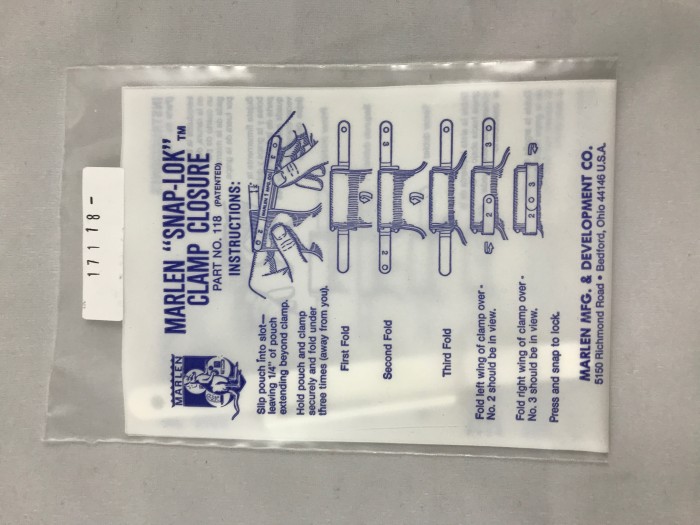 17118-
MARLEN
MARLEN "SNAP-LOK"™
CLAMP CLOSURE
PART NO. 118 (PATENTED)
INSTRUCTIONS:
Slip pouch into slot—
leaving 1/4" of pouch
extending beyond clamp.
Hold pouch and clamp
securely and fold under
three times (away from you).
First Fold
Second Fold
Third Fold
Fold left wing of clamp over -
No. 2 should be in view.
Fold right wing of clamp over -
No. 3 should be in view.
Press and snap to lock.
MARLEN MFG. & DEVELOPMENT CO.
5150 Richmond Road • Bedford, Ohio 44146 U.S.A.